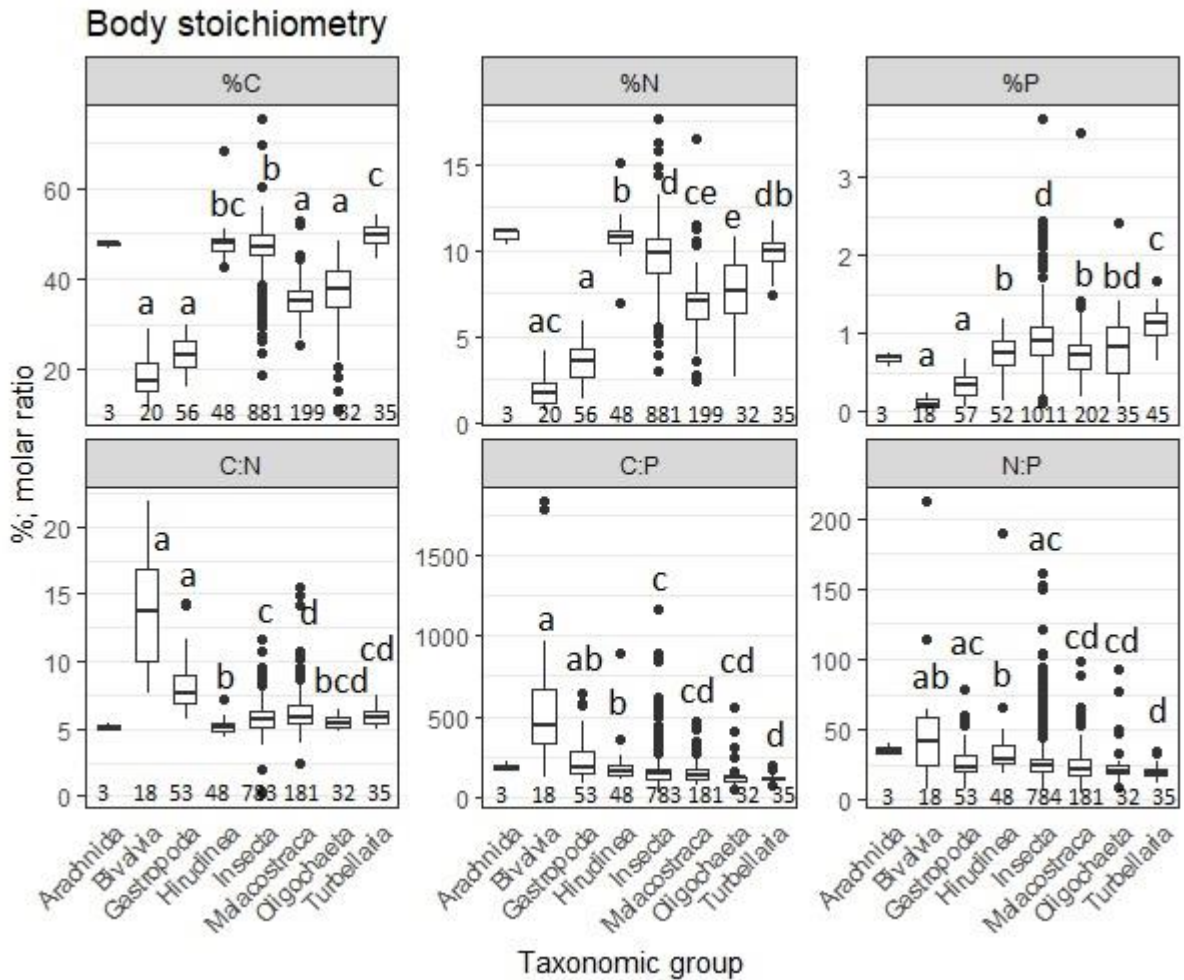 Body stoichiometry
%C
%N
%P
60
40
20
bc
b
a
a
c
a
a
3
20
56
48
881
199
32
35
15
10
5
0
b
d
ce
e
db
a
ac
3
20
56
48
881
199
32
35
3
2
1
0
d
b
b
bd
c
a
a
3
18
57
52
1011
202
35
45
C:N
C:P
N:P
20
15
10
5
0
a
a
b
c
d
bcd
cd
3
18
53
48
783
181
32
35
1500
1000
500
0
a
ab
b
c
cd
cd
d
3
18
53
48
783
181
32
35
200
150
100
50
0
ab
ac
b
ac
cd
cd
d
3
18
53
48
784
181
32
35
%; molar ratio
Arachnida
Bivalvia
Gastropoda
Hirudinea
Insecta
Malacostraca
Oligochaeta
Turbellaria
Arachnida
Bivalvia
Gastropoda
Hirudinea
Insecta
Malacostraca
Oligochaeta
Turbellaria
Arachnida
Bivalvia
Gastropoda
Hirudinea
Insecta
Malacostraca
Oligochaeta
Turbellaria
Taxonomic group